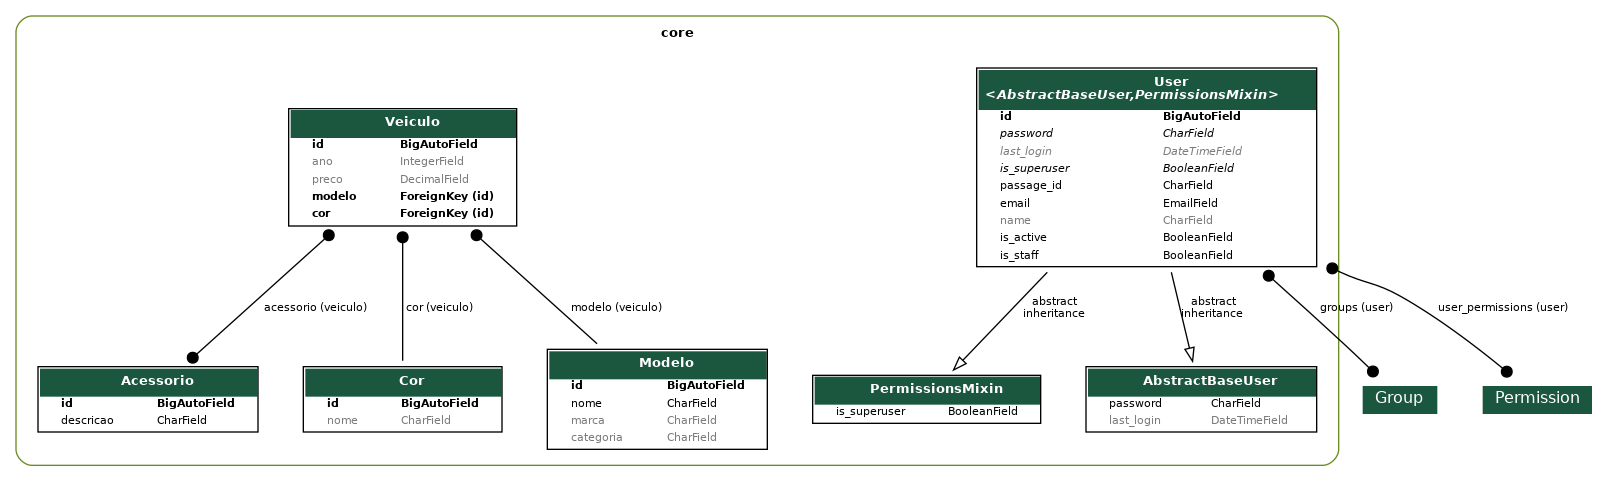 core
Veiculo
id BigAutoField
ano IntegerField
preco DecimalField
modelo ForeignKey (id)
cor ForeignKey (id)
User
<AbstractBaseUser,PermissionsMixin>
id BigAutoField
password CharField
last_login DateTimeField
is_superuser BooleanField
passage_id CharField
email EmailField
name CharField
is_active BooleanField
is_staff BooleanField
acessorio (veiculo)
cor (veiculo)
modelo (veiculo)
abstract
inheritance
abstract
inheritance
groups (user)
user_permissions (user)
Acessorio
id BigAutoField
descricao CharField
Cor
id BigAutoField
nome CharField
Modelo
id BigAutoField
nome CharField
marca CharField
categoria CharField
PermissionsMixin
is_superuser BooleanField
AbstractBaseUser
password CharField
last_login DateTimeField
Group
Permission